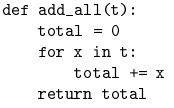 def add_all(t):
    total = 0
    for x in t:
        total += x
    return total